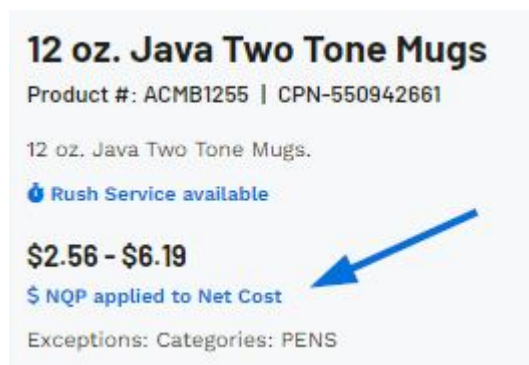 12 oz. Java Two Tone Mugs
Product #: ACMB1255 | CPN-550942661
12 oz. Java Two Tone Mugs.
Rush Service available
$2.56 - $6.19
$ NQP applied to Net Cost
Exceptions: Categories: PENS